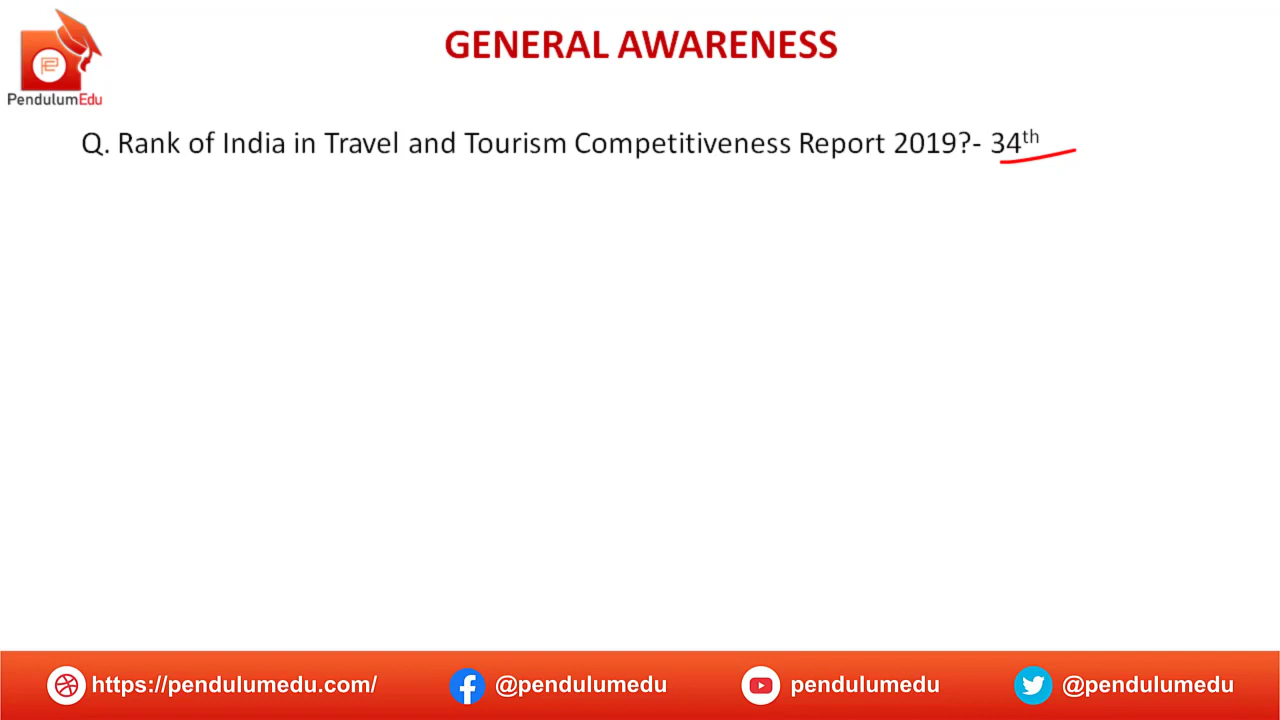 PendulumEdu
GENERAL AWARENESS
Q. Rank of India in Travel and Tourism Competitiveness Report 2019?- 34th
https://pendulumedu.com/ @pendulumedu pendulumedu @pendulumedu